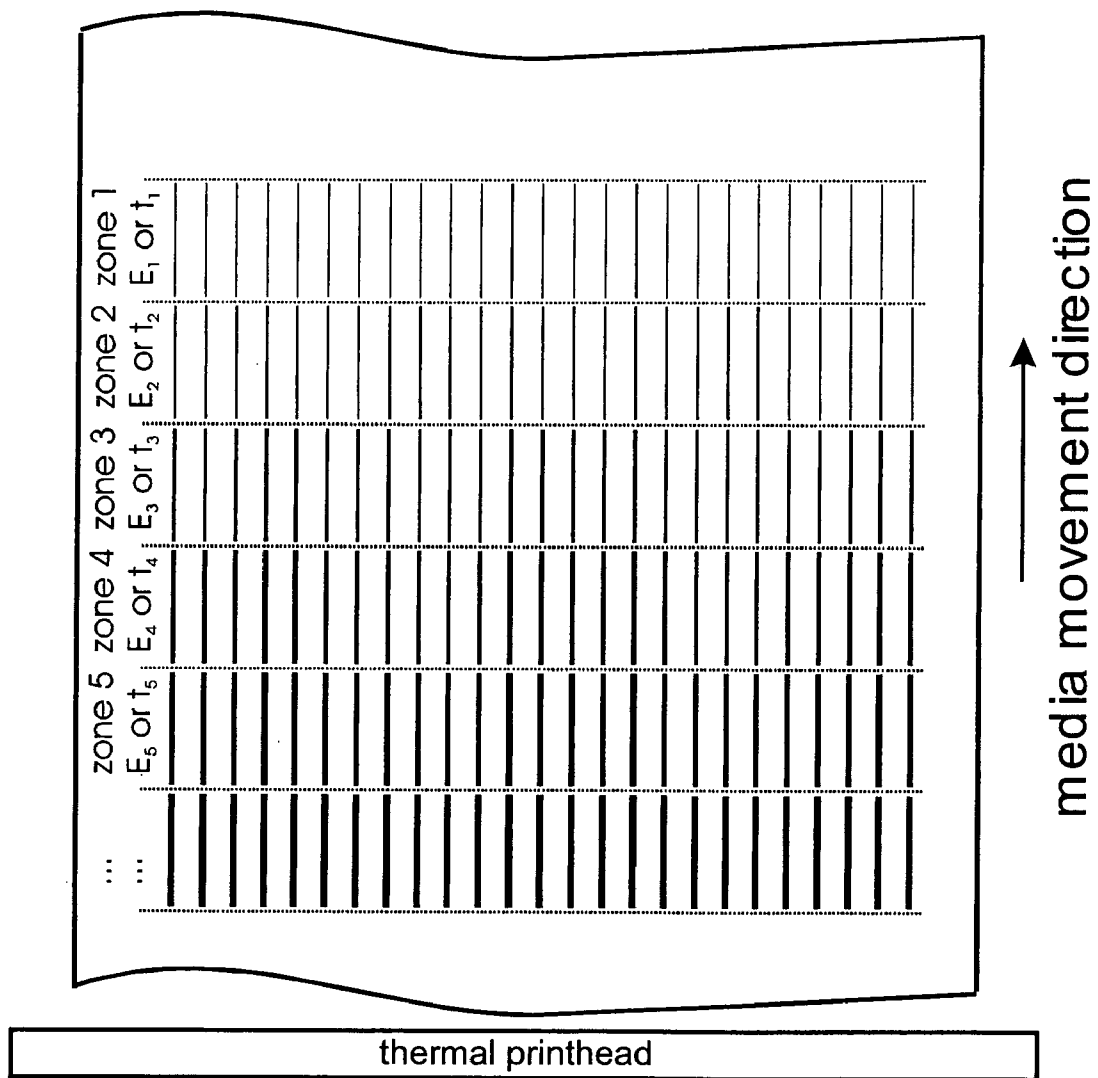 zone 1
E₁ or t₁
zone 2
E₂ or t₂
zone 3
E₃ or t₃
zone 4
E₄ or t₄
zone 5
E₅ or t₅
...
...
media movement direction
thermal printhead